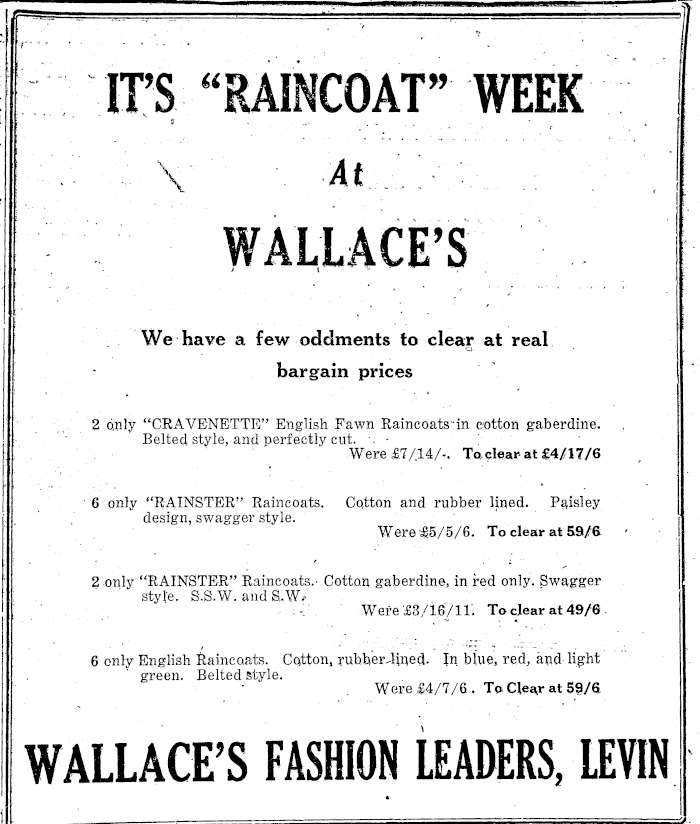 IT'S "RAINCOAT" WEEK
At
WALLACE'S
We have a few oddments to clear at real
bargain prices
2 only "CRAVENETTE" English Fawn Raincoats in cotton gaberdine.
Belted style, and perfectly cut.
Were £7/14/-. To clear at £4/17/6
6 only "RAINSTER" Raincoats. Cotton and rubber lined. Paisley
design, swagger style.
Were £5/5/6. To clear at 59/6
2 only "RAINSTER" Raincoats. Cotton gaberdine, in red only. Swagger
style. S.S.W. and S.W.
Were £3/16/11. To clear at 49/6
6 only English Raincoats. Cotton, rubber-lined. In blue, red, and light
green. Belted style.
Were £4/7/6. To Clear at 59/6
WALLACE'S FASHION LEADERS, LEVIN